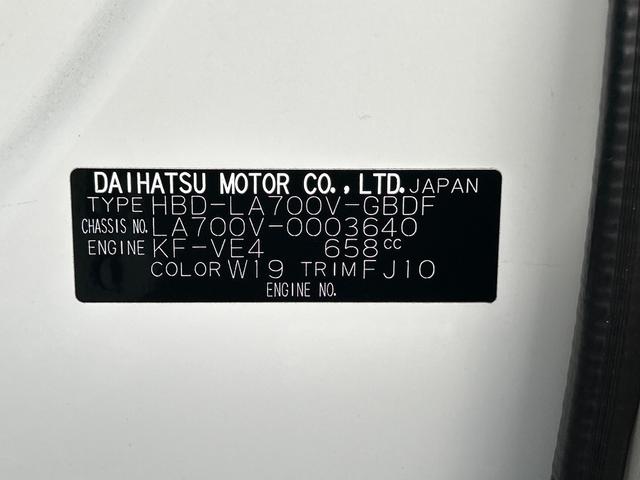 DAIHATSU MOTOR CO., LTD. JAPAN
TYPE HBD-LA700V-GBDF
CHASSIS NO. LA700V-0003640
ENGINE KF-VE4 658cc
COLOR W19 TRIM FJ10
ENGINE NO.